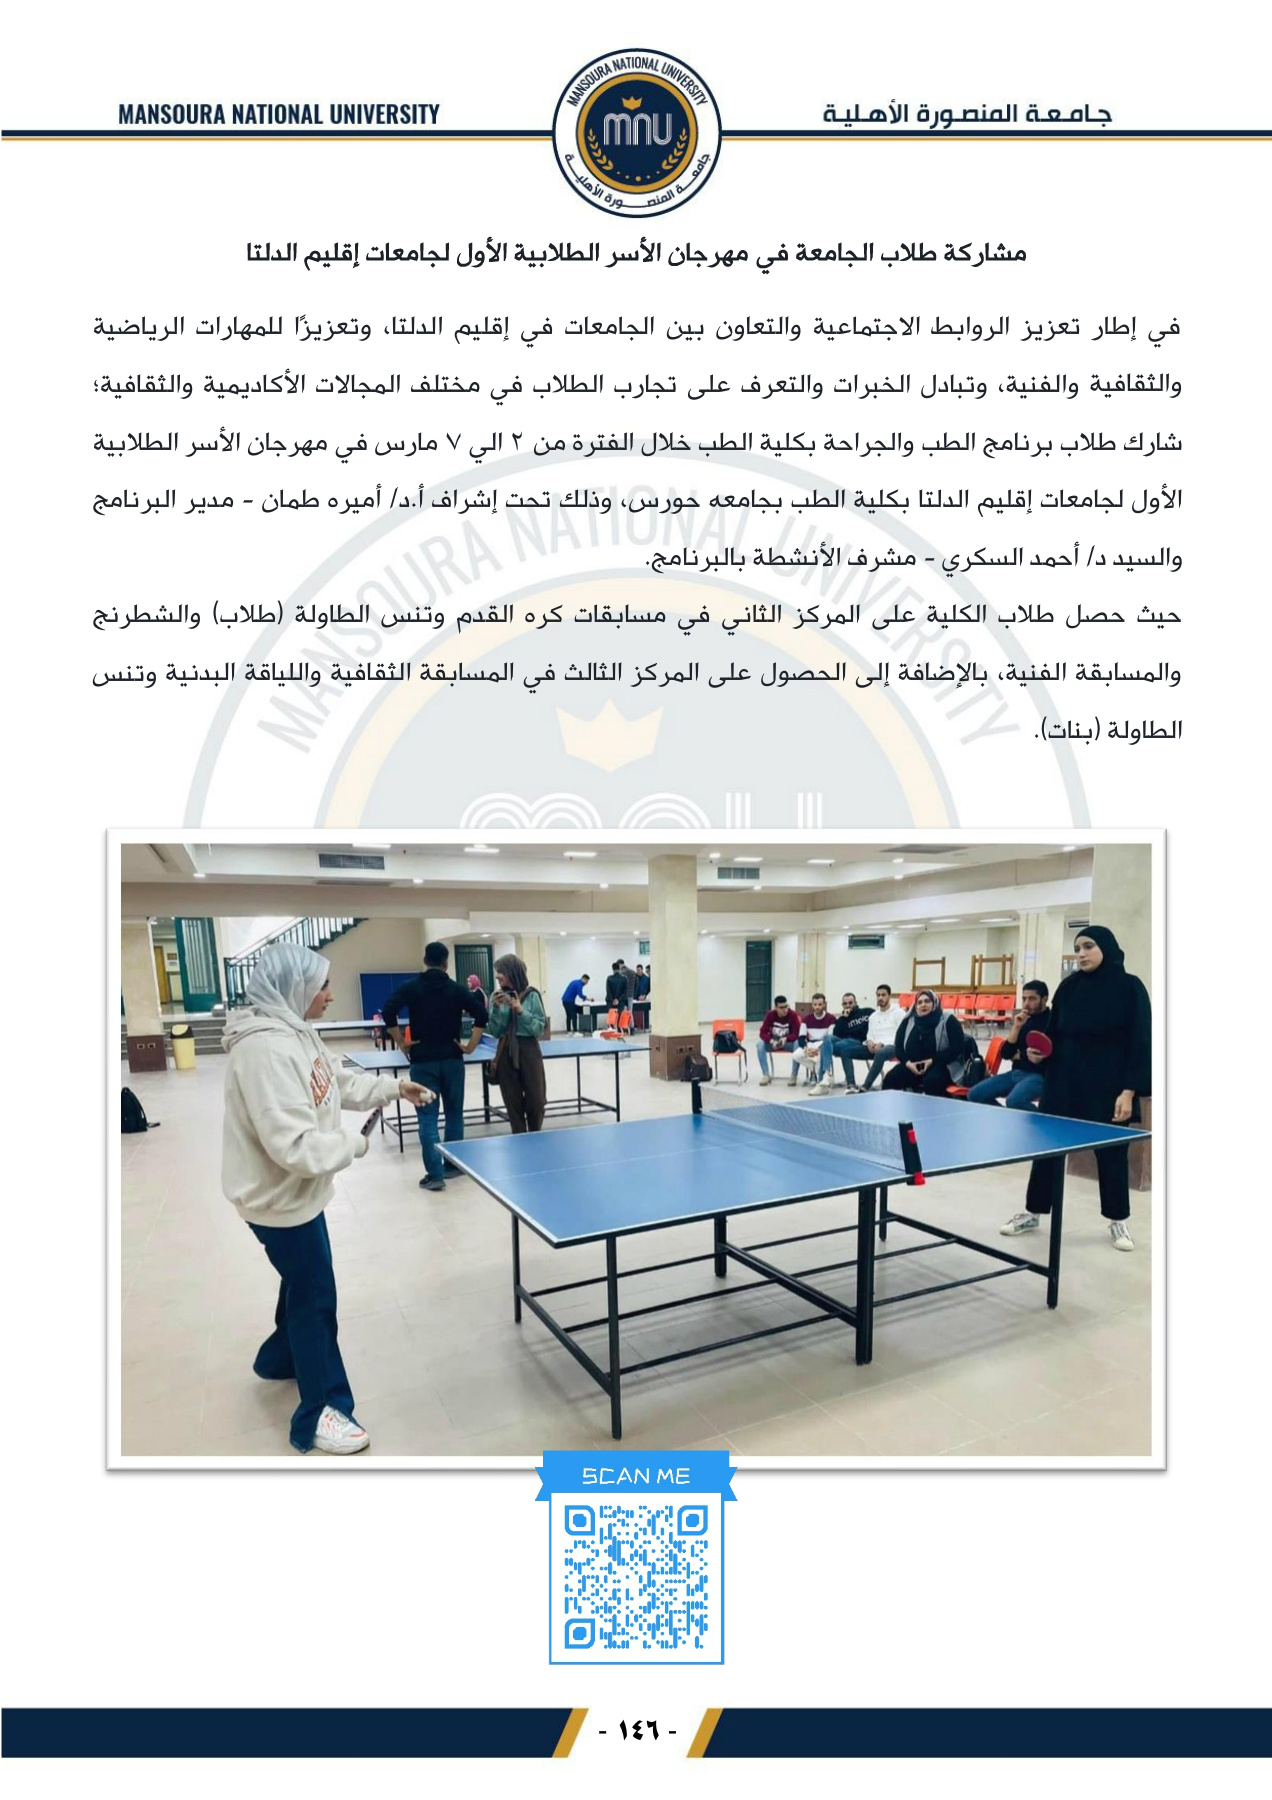 MANSOURA NATIONAL UNIVERSITY
جامعة المنصورة الأهلية
MANSOURA NATIONAL UNIVERSITY
mnu
جامعة المنصورة الأهلية
مشاركة طلاب الجامعة في مهرجان الأسر الطلابية الأول لجامعات إقليم الدلتا
في إطار تعزيز الروابط الاجتماعية والتعاون بين الجامعات في إقليم الدلتا، وتعزيزًا للمهارات الرياضية
والثقافية والفنية، وتبادل الخبرات والتعرف على تجارب الطلاب في مختلف المجالات الأكاديمية والثقافية؛
شارك طلاب برنامج الطب والجراحة بكلية الطب خلال الفترة من ٢ الي ٧ مارس في مهرجان الأسر الطلابية
الأول لجامعات إقليم الدلتا بكلية الطب بجامعه حورس، وذلك تحت إشراف أ.د/ أميره طمان - مدير البرنامج
والسيد د/ أحمد السكري - مشرف الأنشطة بالبرنامج.
حيث حصل طلاب الكلية على المركز الثاني في مسابقات كره القدم وتنس الطاولة (طلاب) والشطرنج
والمسابقة الفنية، بالإضافة إلى الحصول على المركز الثالث في المسابقة الثقافية واللياقة البدنية وتنس
الطاولة (بنات).
MANSOURA NATIONAL UNIVERSITY
SCAN ME
- ١٤٦ -